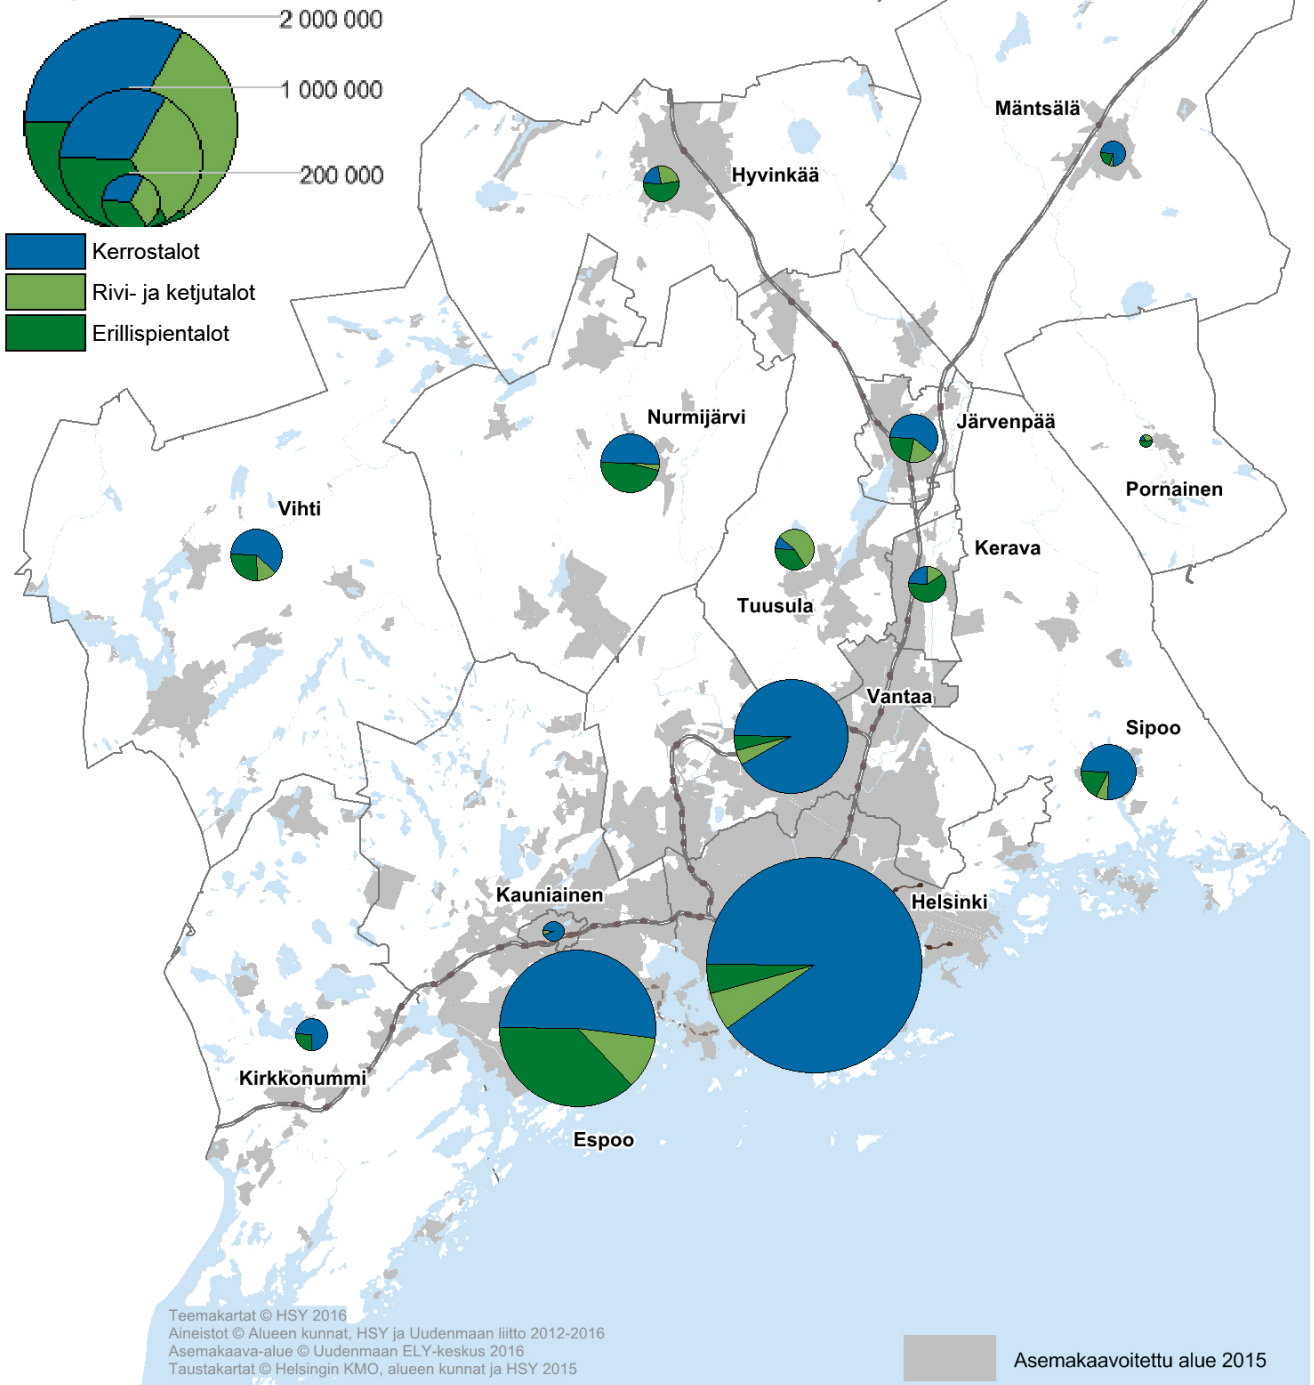 2 000 000
1 000 000
200 000
Kerrostalot
Rivi- ja ketjutalot
Erillispientalot
Mäntsälä
Hyvinkää
Nurmijärvi
Järvenpää
Pornainen
Vihti
Kerava
Tuusula
Vantaa
Sipoo
Kauniainen
Helsinki
Kirkkonummi
Espoo
Teemakartat © HSY 2016
Aineistot © Alueen kunnat, HSY ja Uudenmaan liitto 2012-2016
Asemakaava-alue © Uudenmaan ELY-keskus 2016
Taustakartat © Helsingin KMO, alueen kunnat ja HSY 2015
Asemakaavoitettu alue 2015